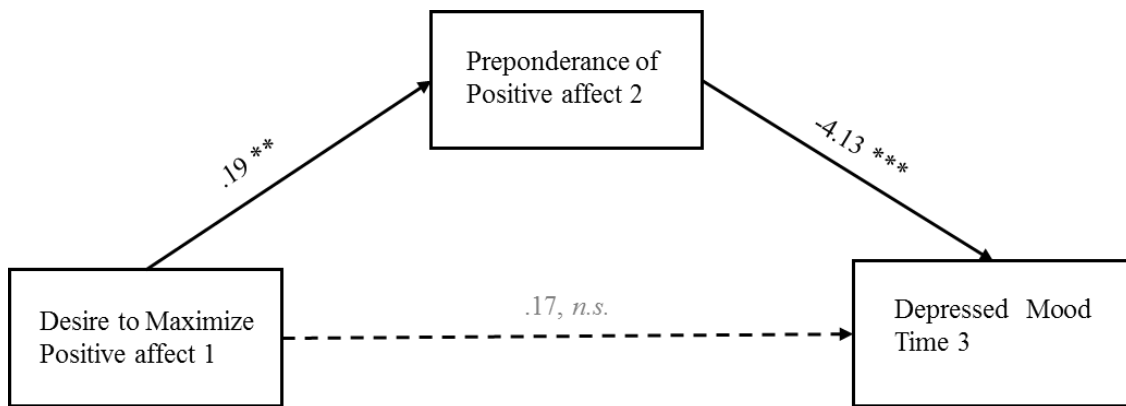 Preponderance of
Positive affect 2
.19 **
-4.13 ***
Desire to Maximize
Positive affect 1
.17, n.s.
Depressed Mood
Time 3